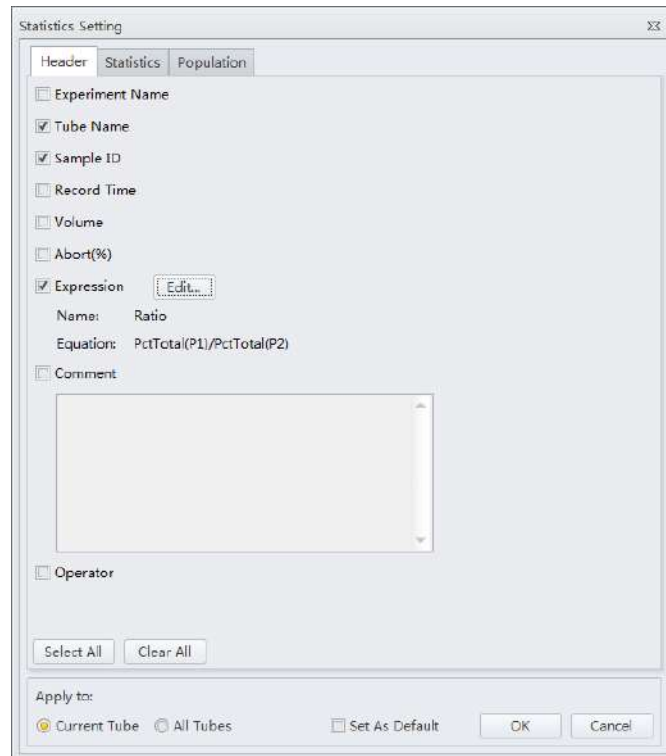 Statistics Setting
Header Statistics Population
Experiment Name
Tube Name
Sample ID
Record Time
Volume
Abort(%)
Expression Edit...
Name: Ratio
Equation: PctTotal(P1)/PctTotal(P2)
Comment
Operator
Select All Clear All
Apply to:
Current Tube All Tubes Set As Default OK Cancel